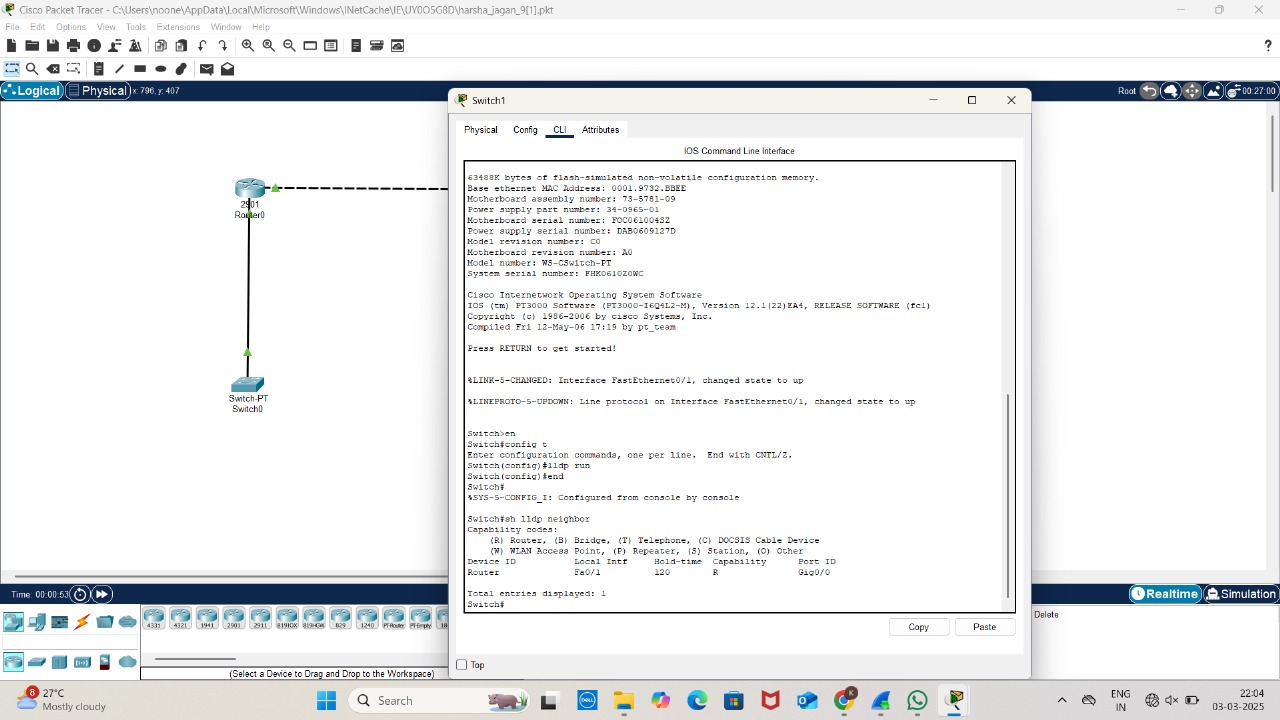 Cisco Packet Tracer - C:\Users\noone\AppData\Local\Microsoft\Windows\INetCache\IE\UY0O5G8D\harsha_jagan_9[1].pkt
File Edit Options View Tools Extensions Window Help
?
Logical Physical x: 796, y: 407
Root 00:27:00
2901
Router0
Switch-PT
Switch0
Switch1
Physical Config CLI Attributes
IOS Command Line Interface
63488K bytes of flash-simulated non-volatile configuration memory.
Base ethernet MAC Address: 0001.9732.BBEE
Motherboard assembly number: 73-5781-09
Power supply part number: 34-0965-01
Motherboard serial number: FOC061004SZ
Power supply serial number: DAB0609127D
Model revision number: C0
Motherboard revision number: A0
Model number: WS-CSwitch-PT
System serial number: FHK0610Z0WC
Cisco Internetwork Operating System Software
IOS (tm) PT3000 Software (PT3000-I6Q4L2-M), Version 12.1(22)EA4, RELEASE SOFTWARE (fc1)
Copyright (c) 1986-2006 by cisco Systems, Inc.
Compiled Fri 12-May-06 17:19 by pt_team
Press RETURN to get started!
%LINK-5-CHANGED: Interface FastEthernet0/1, changed state to up
%LINEPROTO-5-UPDOWN: Line protocol on Interface FastEthernet0/1, changed state to up
Switch>en
Switch#config t
Enter configuration commands, one per line. End with CNTL/Z.
Switch(config)#lldp run
Switch(config)#end
Switch#
%SYS-5-CONFIG_I: Configured from console by console
Switch#sh lldp neighbor
Capability codes:
(R) Router, (B) Bridge, (T) Telephone, (C) DOCSIS Cable Device
(W) WLAN Access Point, (P) Repeater, (S) Station, (O) Other
Device ID Local Intf Hold-time Capability Port ID
Router Fa0/1 120 R Gig0/0
Total entries displayed: 1
Switch#
Copy Paste
Top
Time: 00:00:53
Realtime Simulation
4331 4321 1941 2901 2911 819IOX 819HGW 829 1240 PT-Router PT-Empty 18
Delete
(Select a Device to Drag and Drop to the Workspace)
8
27°C
Mostly cloudy
Search
DELL
K
ENG
IN
22:04
03-03-2025